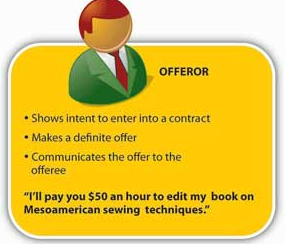 OFFEROR
• Shows intent to enter into a contract
• Makes a definite offer
• Communicates the offer to the
offeree
“I’ll pay you $50 an hour to edit my book on
Mesoamerican sewing techniques.”